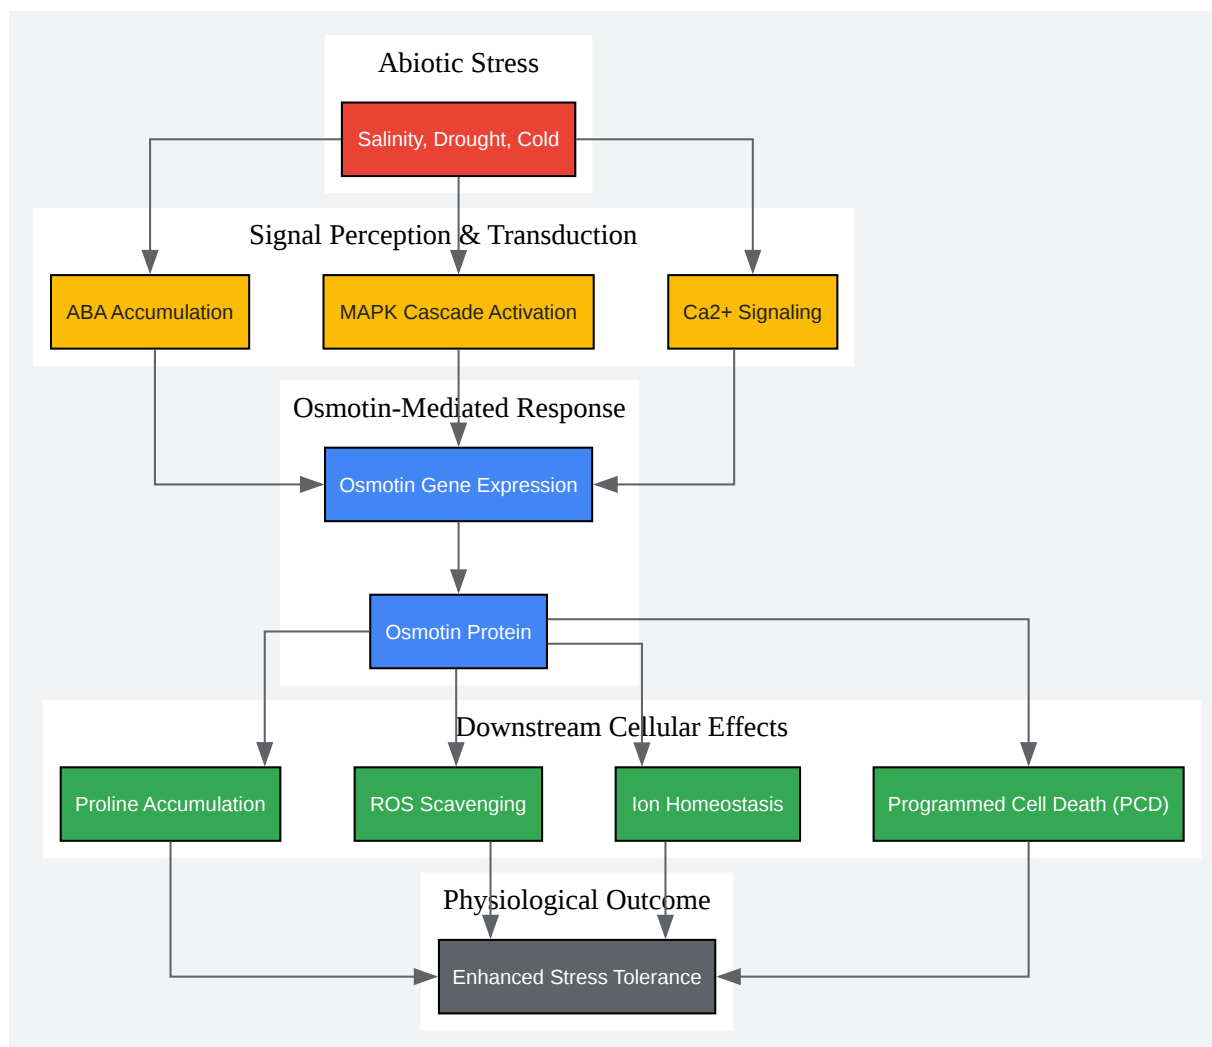 Abiotic Stress
Salinity, Drought, Cold
Signal Perception & Transduction
ABA Accumulation
MAPK Cascade Activation
Ca2+ Signaling
Osmotin-Mediated Response
Osmotin Gene Expression
Osmotin Protein
Downstream Cellular Effects
Proline Accumulation
ROS Scavenging
Ion Homeostasis
Programmed Cell Death (PCD)
Physiological Outcome
Enhanced Stress Tolerance